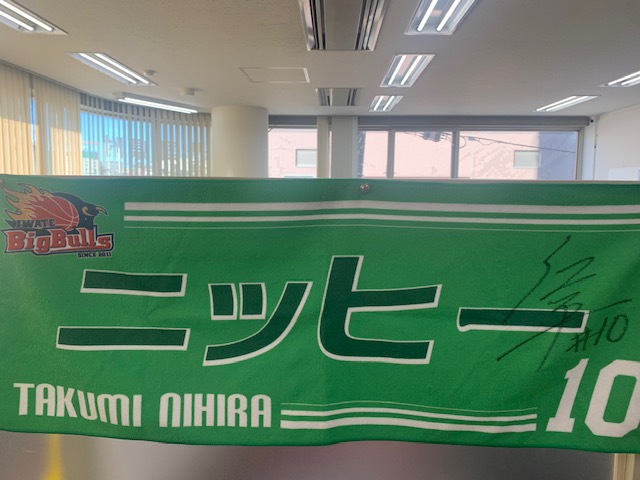 IWATE
BigBulls
SINCE 2011
ニッヒー
#10
TAKUMI NIHIRA
10